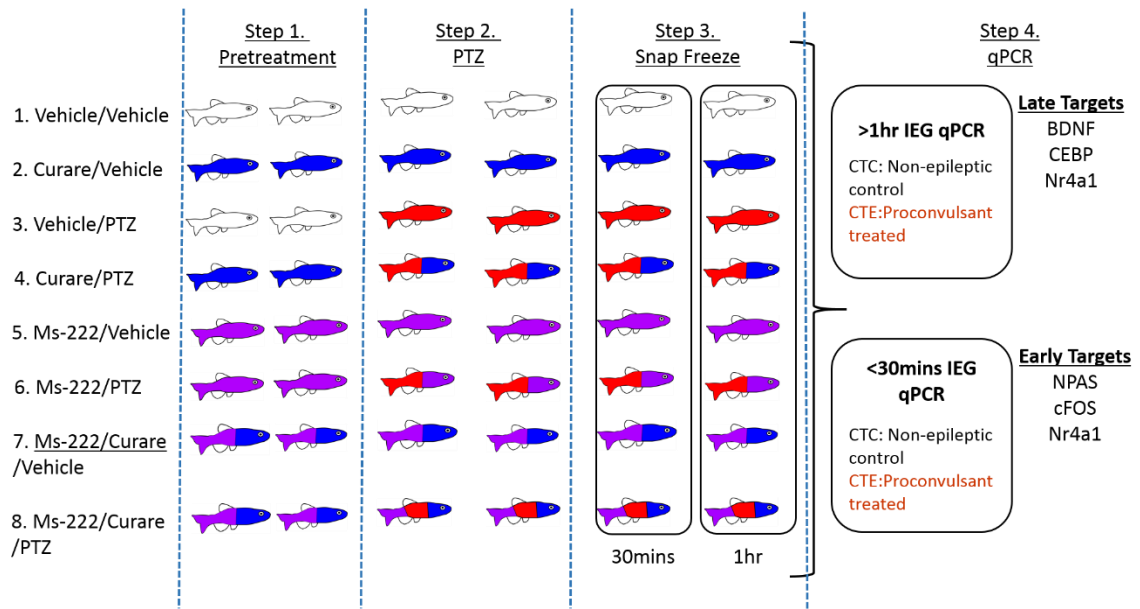 Step 1.
Pretreatment
Step 2.
PTZ
Step 3.
Snap Freeze
Step 4.
qPCR
1. Vehicle/Vehicle
2. Curare/Vehicle
3. Vehicle/PTZ
4. Curare/PTZ
5. Ms-222/Vehicle
6. Ms-222/PTZ
7. Ms-222/Curare
/Vehicle
8. Ms-222/Curare
/PTZ
30mins
1hr
>1hr IEG qPCR
CTC: Non-epileptic
control
CTE:Proconvulsant
treated
Late Targets
BDNF
CEBP
Nr4a1
<30mins IEG
qPCR
CTC: Non-epileptic
control
CTE:Proconvulsant
treated
Early Targets
NPAS
cFOS
Nr4a1